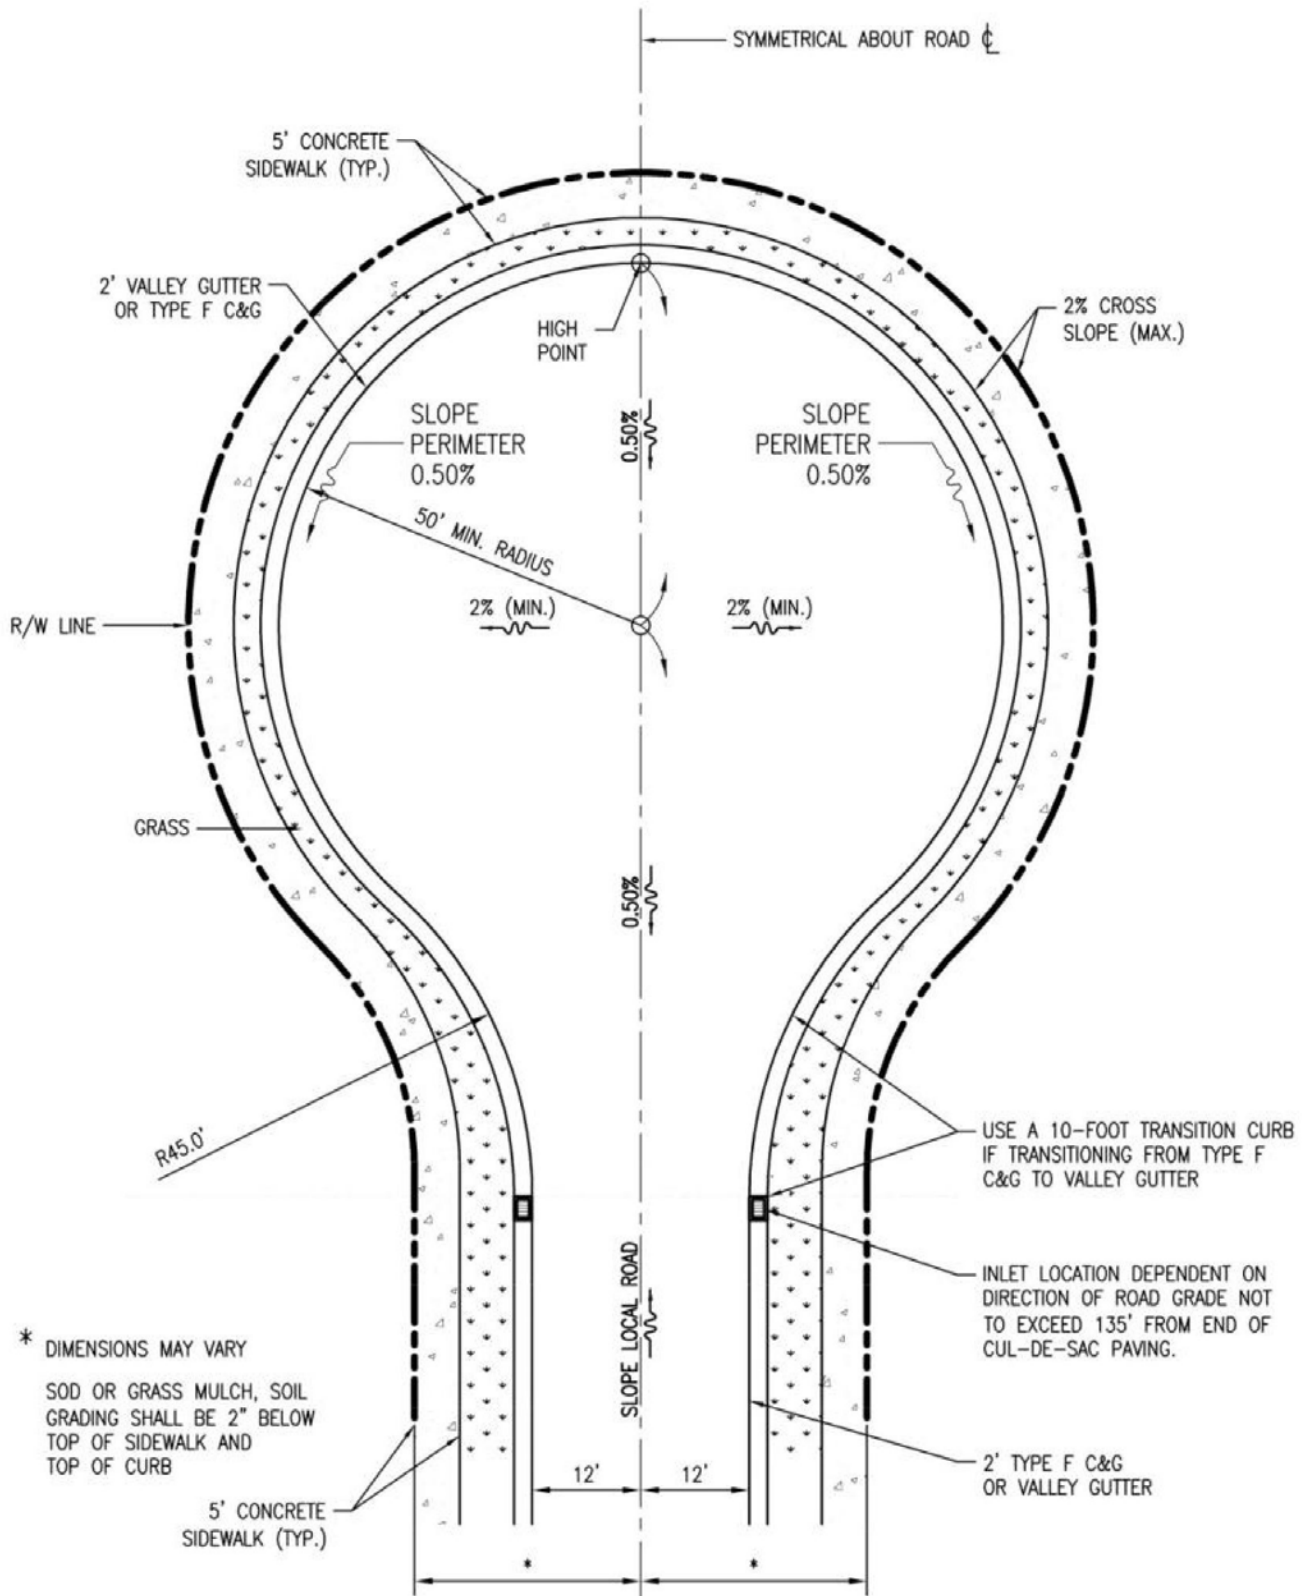 SYMMETRICAL ABOUT ROAD ℄
5' CONCRETE
SIDEWALK (TYP.)
2' VALLEY GUTTER
OR TYPE F C&G
HIGH
POINT
2% CROSS
SLOPE (MAX.)
SLOPE
PERIMETER
0.50%
0.50%
SLOPE
PERIMETER
0.50%
50' MIN. RADIUS
2% (MIN.)
2% (MIN.)
R/W LINE
GRASS
0.50%
R45.0'
USE A 10-FOOT TRANSITION CURB
IF TRANSITIONING FROM TYPE F
C&G TO VALLEY GUTTER
SLOPE LOCAL ROAD
INLET LOCATION DEPENDENT ON
DIRECTION OF ROAD GRADE NOT
TO EXCEED 135' FROM END OF
CUL-DE-SAC PAVING.
* DIMENSIONS MAY VARY
SOD OR GRASS MULCH, SOIL
GRADING SHALL BE 2" BELOW
TOP OF SIDEWALK AND
TOP OF CURB
12'
12'
2' TYPE F C&G
OR VALLEY GUTTER
5' CONCRETE
SIDEWALK (TYP.)
*
*